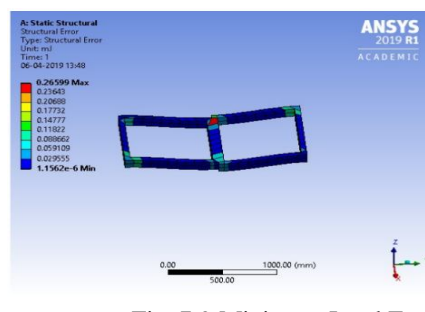 A: Static Structural
Structural Error
Type: Structural Error
Unit: mJ
Time: 1
06-04-2019 13:48
0.26599 Max
0.23643
0.20688
0.17732
0.14777
0.11822
0.088662
0.059109
0.029555
1.1562e-6 Min
ANSYS
2019 R1
ACADEMIC
0.00
1000.00 (mm)
500.00
Z
X